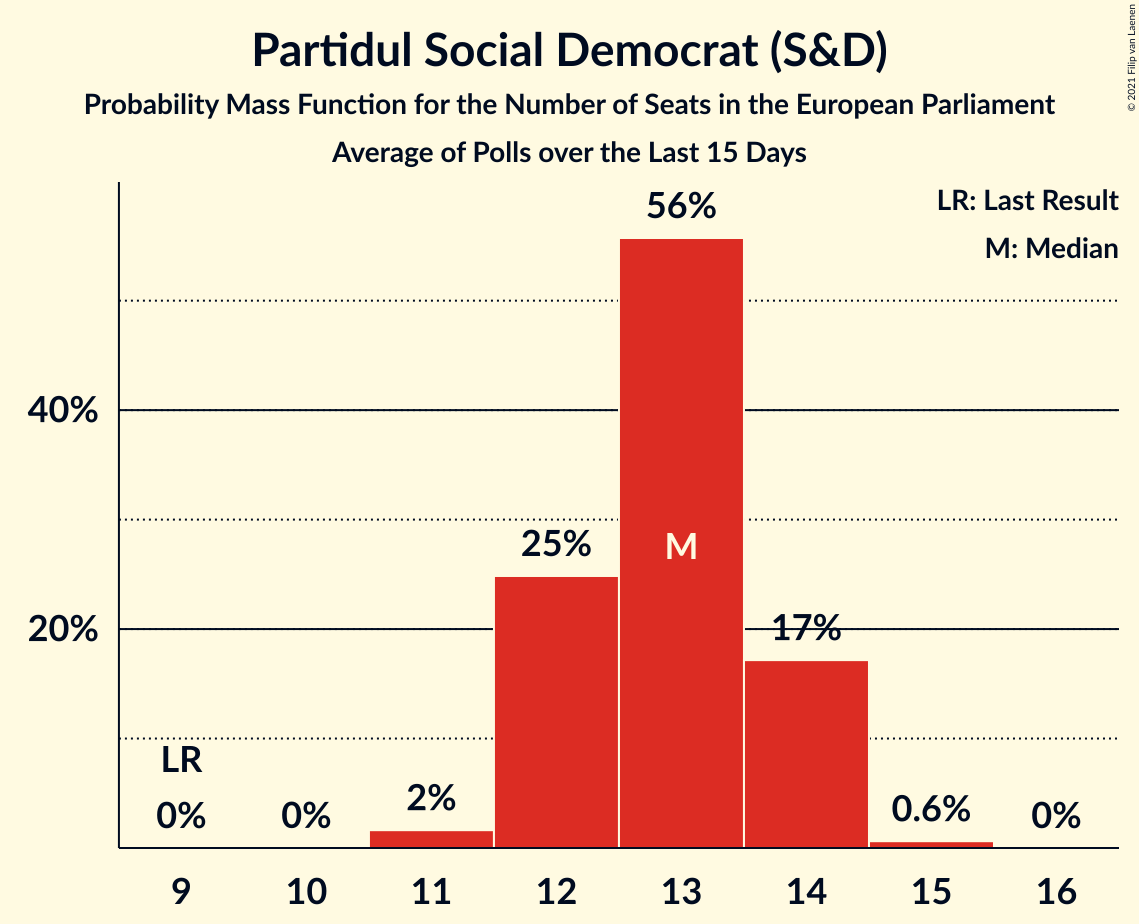 Partidul Social Democrat (S&D)
Probability Mass Function for the Number of Seats in the European Parliament
Average of Polls over the Last 15 Days
© 2021 Filip van Laenen
LR: Last Result
M: Median
56%
40%
25%
M
20%
17%
LR
0%
0%
2%
0.6%
0%
9 10 11 12 13 14 15 16